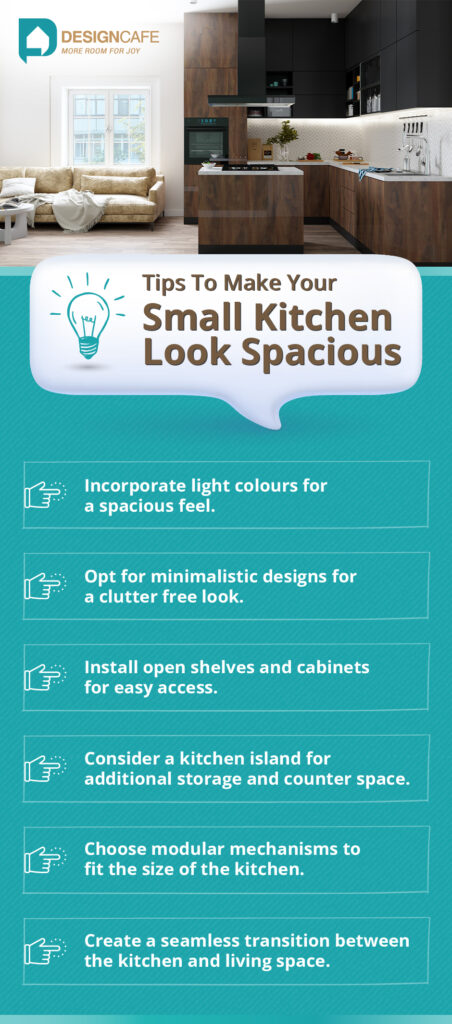 DESIGNCAFE
MORE ROOM FOR JOY
Tips To Make Your
Small Kitchen
Look Spacious
Incorporate light colours for
a spacious feel.
Opt for minimalistic designs for
a clutter free look.
Install open shelves and cabinets
for easy access.
Consider a kitchen island for
additional storage and counter space.
Choose modular mechanisms to
fit the size of the kitchen.
Create a seamless transition between
the kitchen and living space.